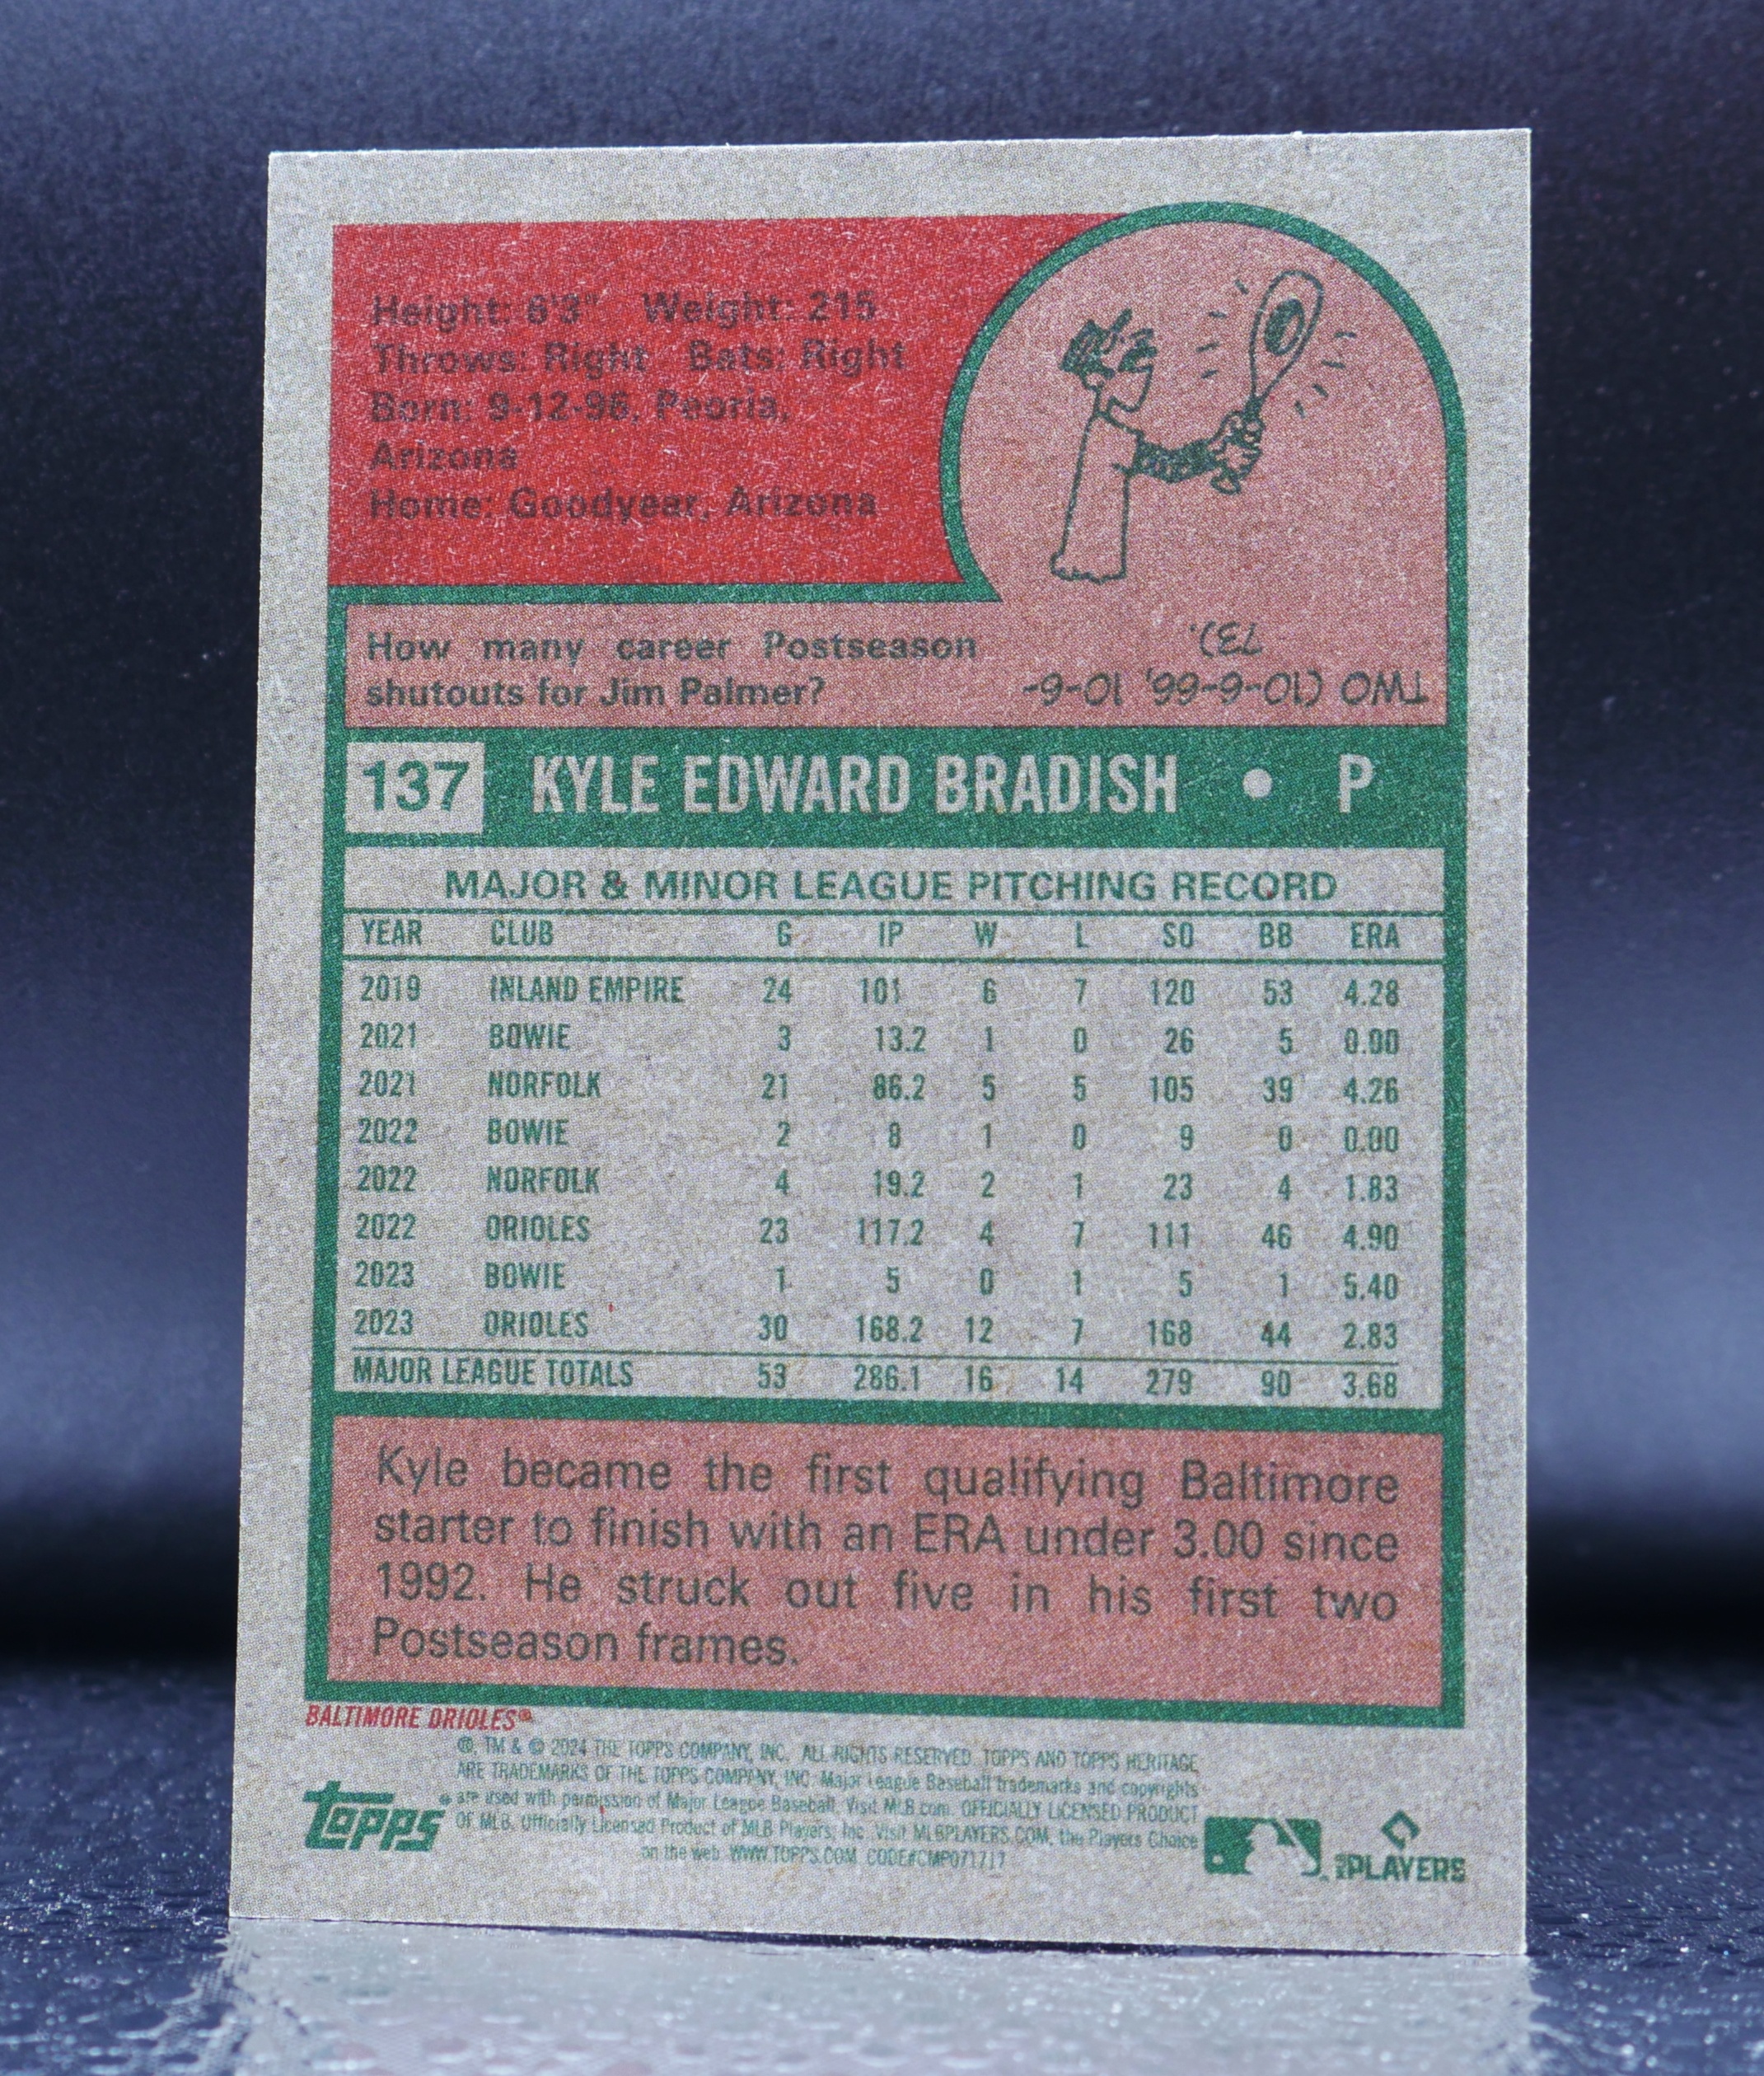 Height: 6'3" Weight: 215
Throws: Right Bats: Right
Born: 9-12-96, Peoria,
Arizona
Home: Goodyear, Arizona
How many career Postseason
shutouts for Jim Palmer?
TWO (10-6-66, 10-6-
73).
137 KYLE EDWARD BRADISH • P
MAJOR & MINOR LEAGUE PITCHING RECORD
YEAR CLUB G IP W L SO BB ERA
2019 INLAND EMPIRE 24 101 6 7 120 53 4.28
2021 BOWIE 3 13.2 1 0 26 5 0.00
2021 NORFOLK 21 86.2 5 5 105 39 4.26
2022 BOWIE 2 8 1 0 9 0 0.00
2022 NORFOLK 4 19.2 2 1 23 4 1.83
2022 ORIOLES 23 117.2 4 7 111 46 4.90
2023 BOWIE 1 5 0 1 5 1 5.40
2023 ORIOLES 30 168.2 12 7 168 44 2.83
MAJOR LEAGUE TOTALS 53 286.1 16 14 279 90 3.68
Kyle became the first qualifying Baltimore
starter to finish with an ERA under 3.00 since
1992. He struck out five in his first two
Postseason frames.
BALTIMORE ORIOLES®
®, TM & © 2024 THE TOPPS COMPANY, INC. ALL RIGHTS RESERVED. TOPPS AND TOPPS HERITAGE
ARE TRADEMARKS OF THE TOPPS COMPANY, INC. Major League Baseball trademarks and copyrights
are used with permission of Major League Baseball. Visit MLB.com. OFFICIALLY LICENSED PRODUCT
OF MLB. Officially Licensed Product of MLB Players, Inc. Visit MLBPLAYERS.COM, the Players Choice
on the web. WWW.TOPPS.COM CODE#CMP071717
topps®
MLB PLAYERS